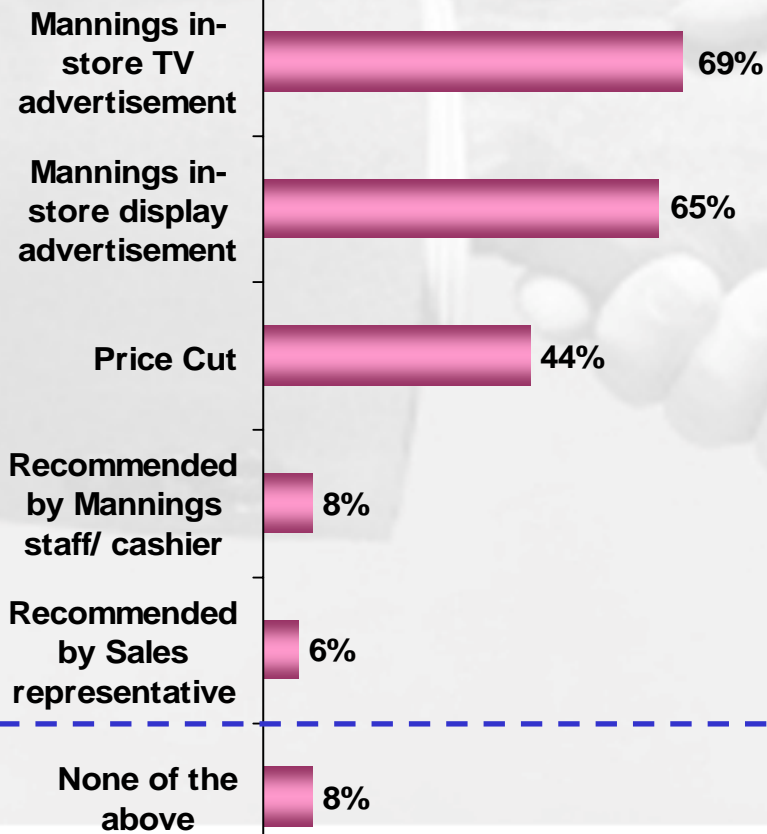 Mannings in-
store TV
advertisement
69%
Mannings in-
store display
advertisement
65%
Price Cut
44%
Recommended
by Mannings
staff/ cashier
8%
Recommended
by Sales
representative
6%
None of the
above
8%